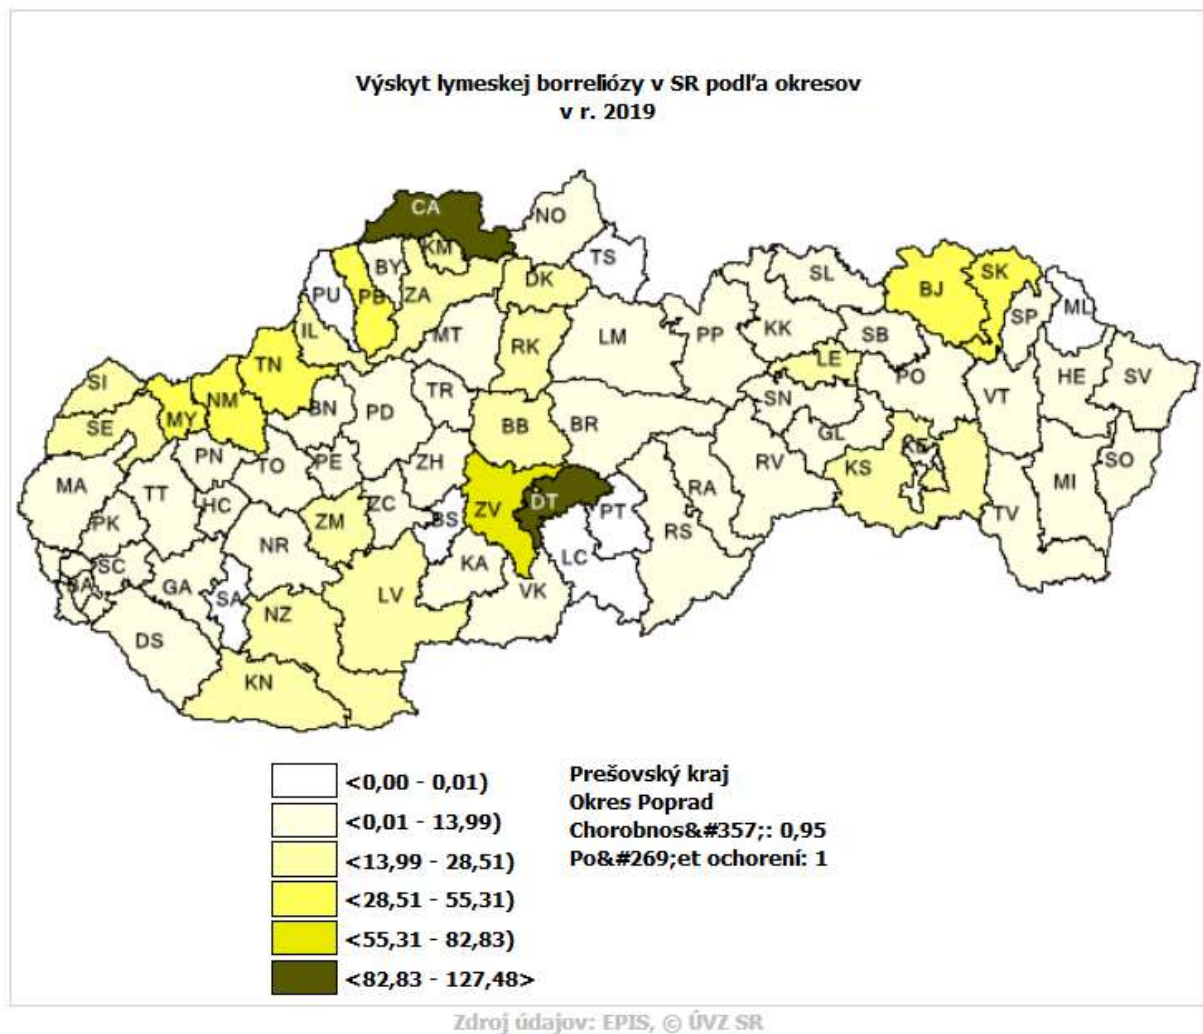 Výskyt lymeskej borreliózy v SR podľa okresov
v r. 2019
CA
NO
TS
KM
BY
PU
PB
ZA
DK
IL
MT
RK
LM
PP
KK
SL
BJ
SK
SP
ML
SB
LE
PO
SN
VT
HE
SV
TN
SI
MY
NM
SE
BN
PD
TR
BB
BR
GL
RV
KE
KS
SO
MI
MA
PN
TO
PE
ZH
TT
HC
ZC
PK
ZM
BS
ZV
DT
PT
RA
RS
TV
NR
SC
BA
GA
SA
KA
LC
VK
LV
NZ
DS
KN
<0,00 - 0,01)
<0,01 - 13,99)
<13,99 - 28,51)
<28,51 - 55,31)
<55,31 - 82,83)
<82,83 - 127,48>
Prešovský kraj
Okres Poprad
Chorobnos&#357;: 0,95
Po&#269;et ochorení: 1
Zdroj údajov: EPIS, © ÚVZ SR